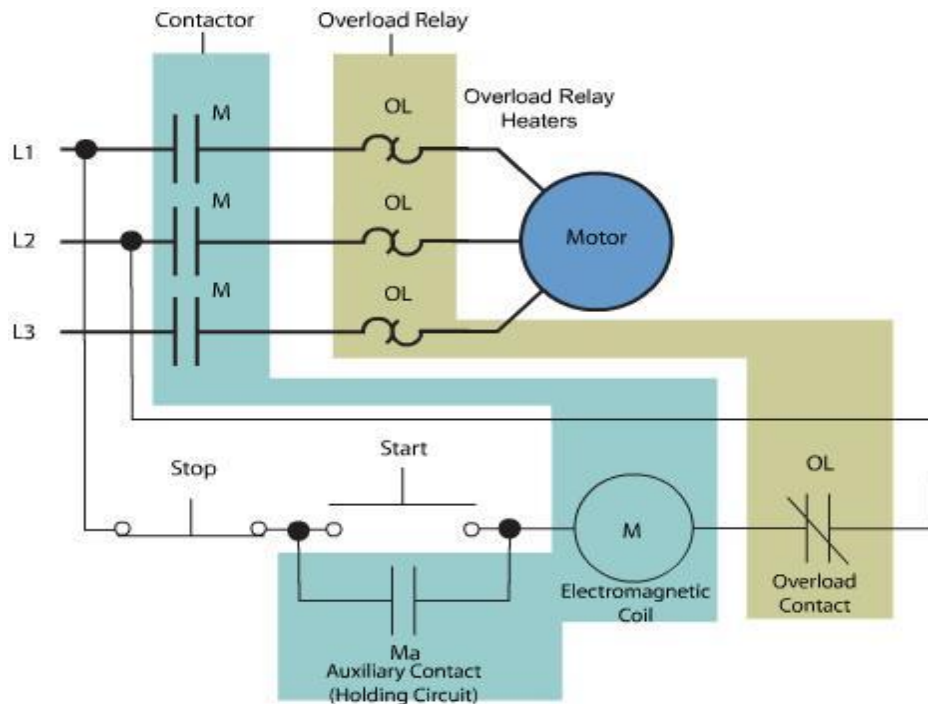 Contactor
Overload Relay
M
OL
Overload Relay
Heaters
L1
M
OL
L2
Motor
M
OL
L3
Start
Stop
OL
M
Electromagnetic
Coil
Overload
Contact
Ma
Auxiliary Contact
(Holding Circuit)